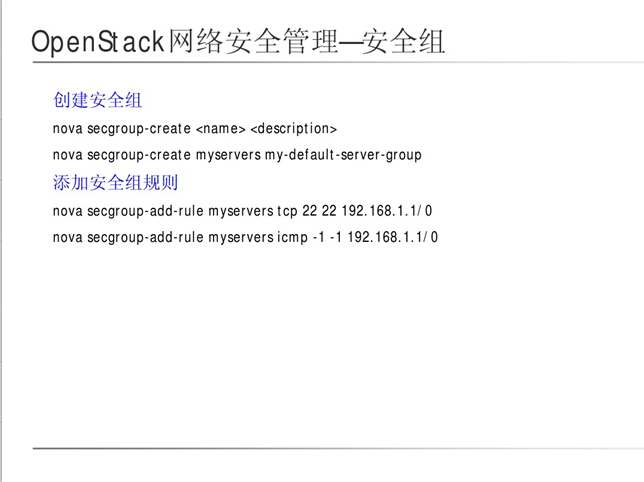 OpenStack网络安全管理—安全组
创建安全组
nova secgroup-create <name> <description>
nova secgroup-create myservers my-default-server-group
添加安全组规则
nova secgroup-add-rule myservers tcp 22 22 192.168.1.1/0
nova secgroup-add-rule myservers icmp -1 -1 192.168.1.1/0